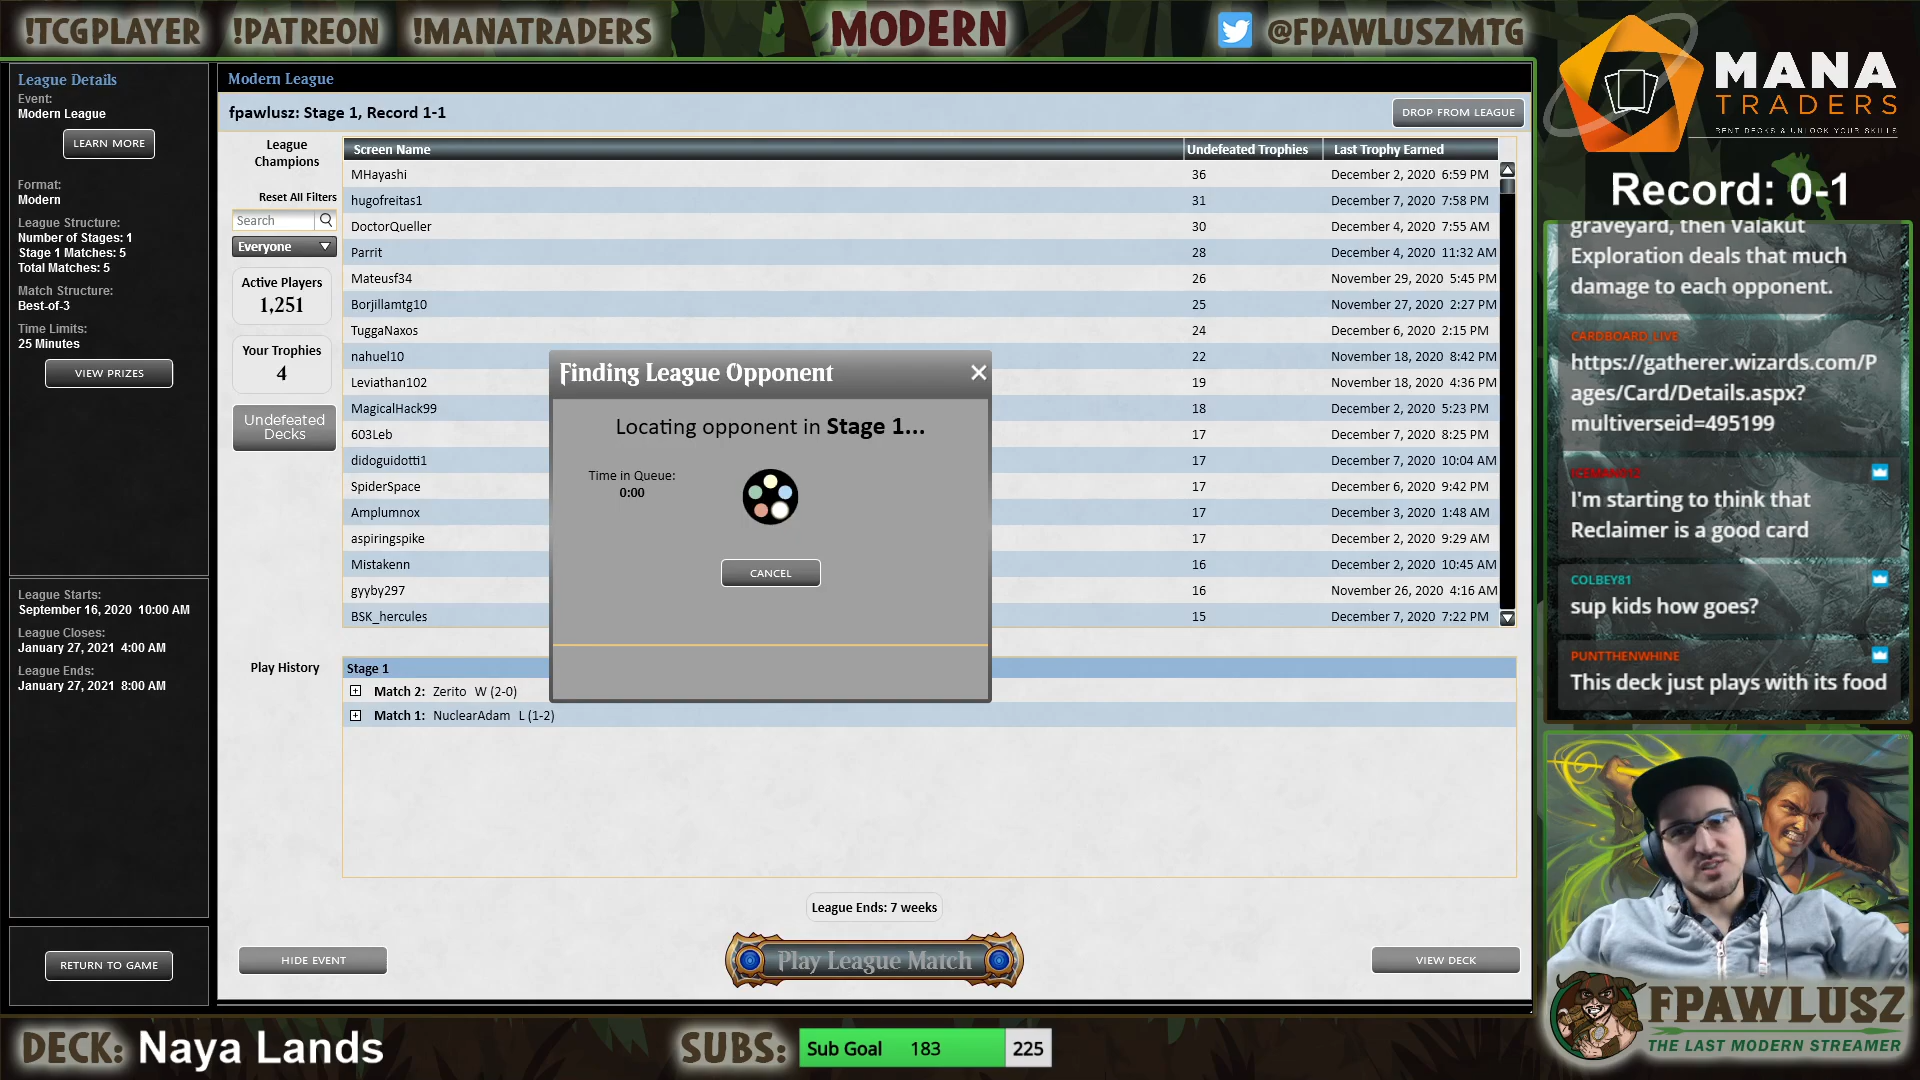 !TCGPLAYER !PATREON !MANATRADERS
MODERN
@FPAWLUSZMTG
MANA
TRADERS
RENT DECKS & UNLOCK YOUR SKILLS
League Details
Event:
Modern League
LEARN MORE
Format:
Modern
League Structure:
Number of Stages: 1
Stage 1 Matches: 5
Total Matches: 5
Match Structure:
Best-of-3
Time Limits:
25 Minutes
VIEW PRIZES
League Starts:
September 16, 2020 10:00 AM
League Closes:
January 27, 2021 4:00 AM
League Ends:
January 27, 2021 8:00 AM
RETURN TO GAME
Modern League
fpawlusz: Stage 1, Record 1-1
DROP FROM LEAGUE
League
Champions
Reset All Filters
Search
Everyone
Active Players
1,251
Your Trophies
4
Undefeated
Decks
Screen Name Undefeated Trophies Last Trophy Earned
MHayashi 36 December 2, 2020 6:59 PM
hugofreitas1 31 December 7, 2020 7:58 PM
DoctorQueller 30 December 4, 2020 7:55 AM
Parrit 28 December 4, 2020 11:32 AM
Mateusf34 26 November 29, 2020 5:45 PM
Borjillamtg10 25 November 27, 2020 2:27 PM
TuggaNaxos 24 December 6, 2020 2:15 PM
nahuel10 22 November 18, 2020 8:42 PM
Leviathan102 19 November 18, 2020 4:36 PM
MagicalHack99 18 December 2, 2020 5:23 PM
603Leb 17 December 7, 2020 8:25 PM
didoguidotti1 17 December 7, 2020 10:04 AM
SpiderSpace 17 December 6, 2020 9:42 PM
Amplumnox 17 December 3, 2020 1:48 AM
aspiringspike 17 December 2, 2020 9:29 AM
Mistakenn 16 December 2, 2020 10:45 AM
gyyby297 16 November 26, 2020 4:16 AM
BSK_hercules 15 December 7, 2020 7:22 PM
Finding League Opponent
Locating opponent in Stage 1...
Time in Queue:
0:00
CANCEL
Play History
Stage 1
Match 2: Zerito W (2-0)
Match 1: NuclearAdam L (1-2)
League Ends: 7 weeks
HIDE EVENT
Play League Match
VIEW DECK
Record: 0-1
graveyard, then Valakut
Exploration deals that much
damage to each opponent.
CARDBOARD_LIVE
https://gatherer.wizards.com/P
ages/Card/Details.aspx?
multiverseid=495199
I'm starting to think that
Reclaimer is a good card
COLBEY81
sup kids how goes?
PUNTTHENWHINE
This deck just plays with its food
FPAWLUSZ
THE LAST MODERN STREAMER
DECK: Naya Lands
SUBS: Sub Goal 183 225